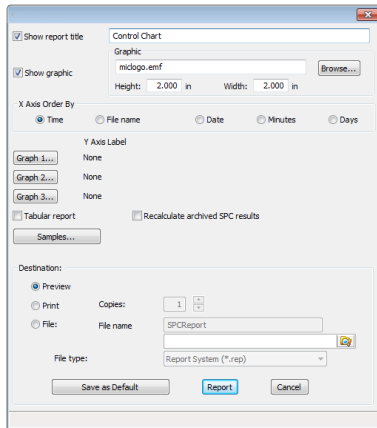 Show report title Control Chart
Graphic
Show graphic miclogo.emf Browse...
Height: 2.000 in Width: 2.000 in
X Axis Order By
Time File name Date Minutes Days
Y Axis Label
Graph 1... None
Graph 2... None
Graph 3... None
Tabular report Recalculate archived SPC results
Samples...
Destination:
Preview
Print Copies: 1
File: File name SPCReport
File type: Report System (*.rep)
Save as Default Report Cancel